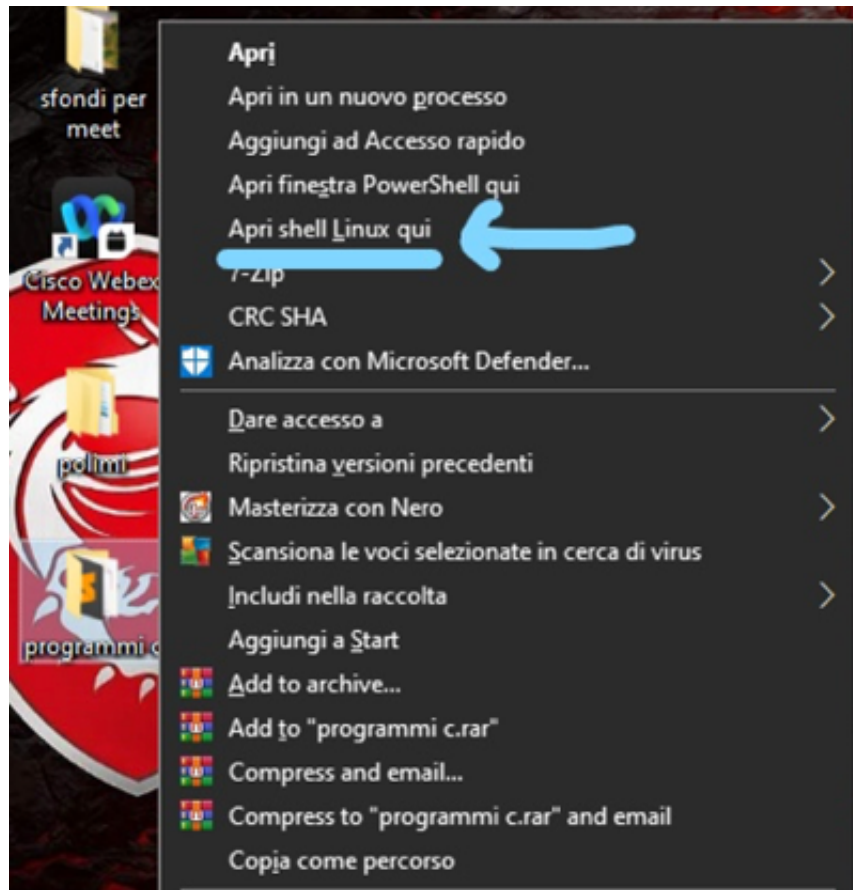 sfondi per
meet
Cisco Webex
Meetings
polimi
programmi c
Apri
Apri in un nuovo processo
Aggiungi ad Accesso rapido
Apri finestra PowerShell qui
Apri shell Linux qui
7-Zip
CRC SHA
Analizza con Microsoft Defender...
Dare accesso a
Ripristina versioni precedenti
Masterizza con Nero
Scansiona le voci selezionate in cerca di virus
Includi nella raccolta
Aggiungi a Start
Add to archive...
Add to "programmi c.rar"
Compress and email...
Compress to "programmi c.rar" and email
Copia come percorso